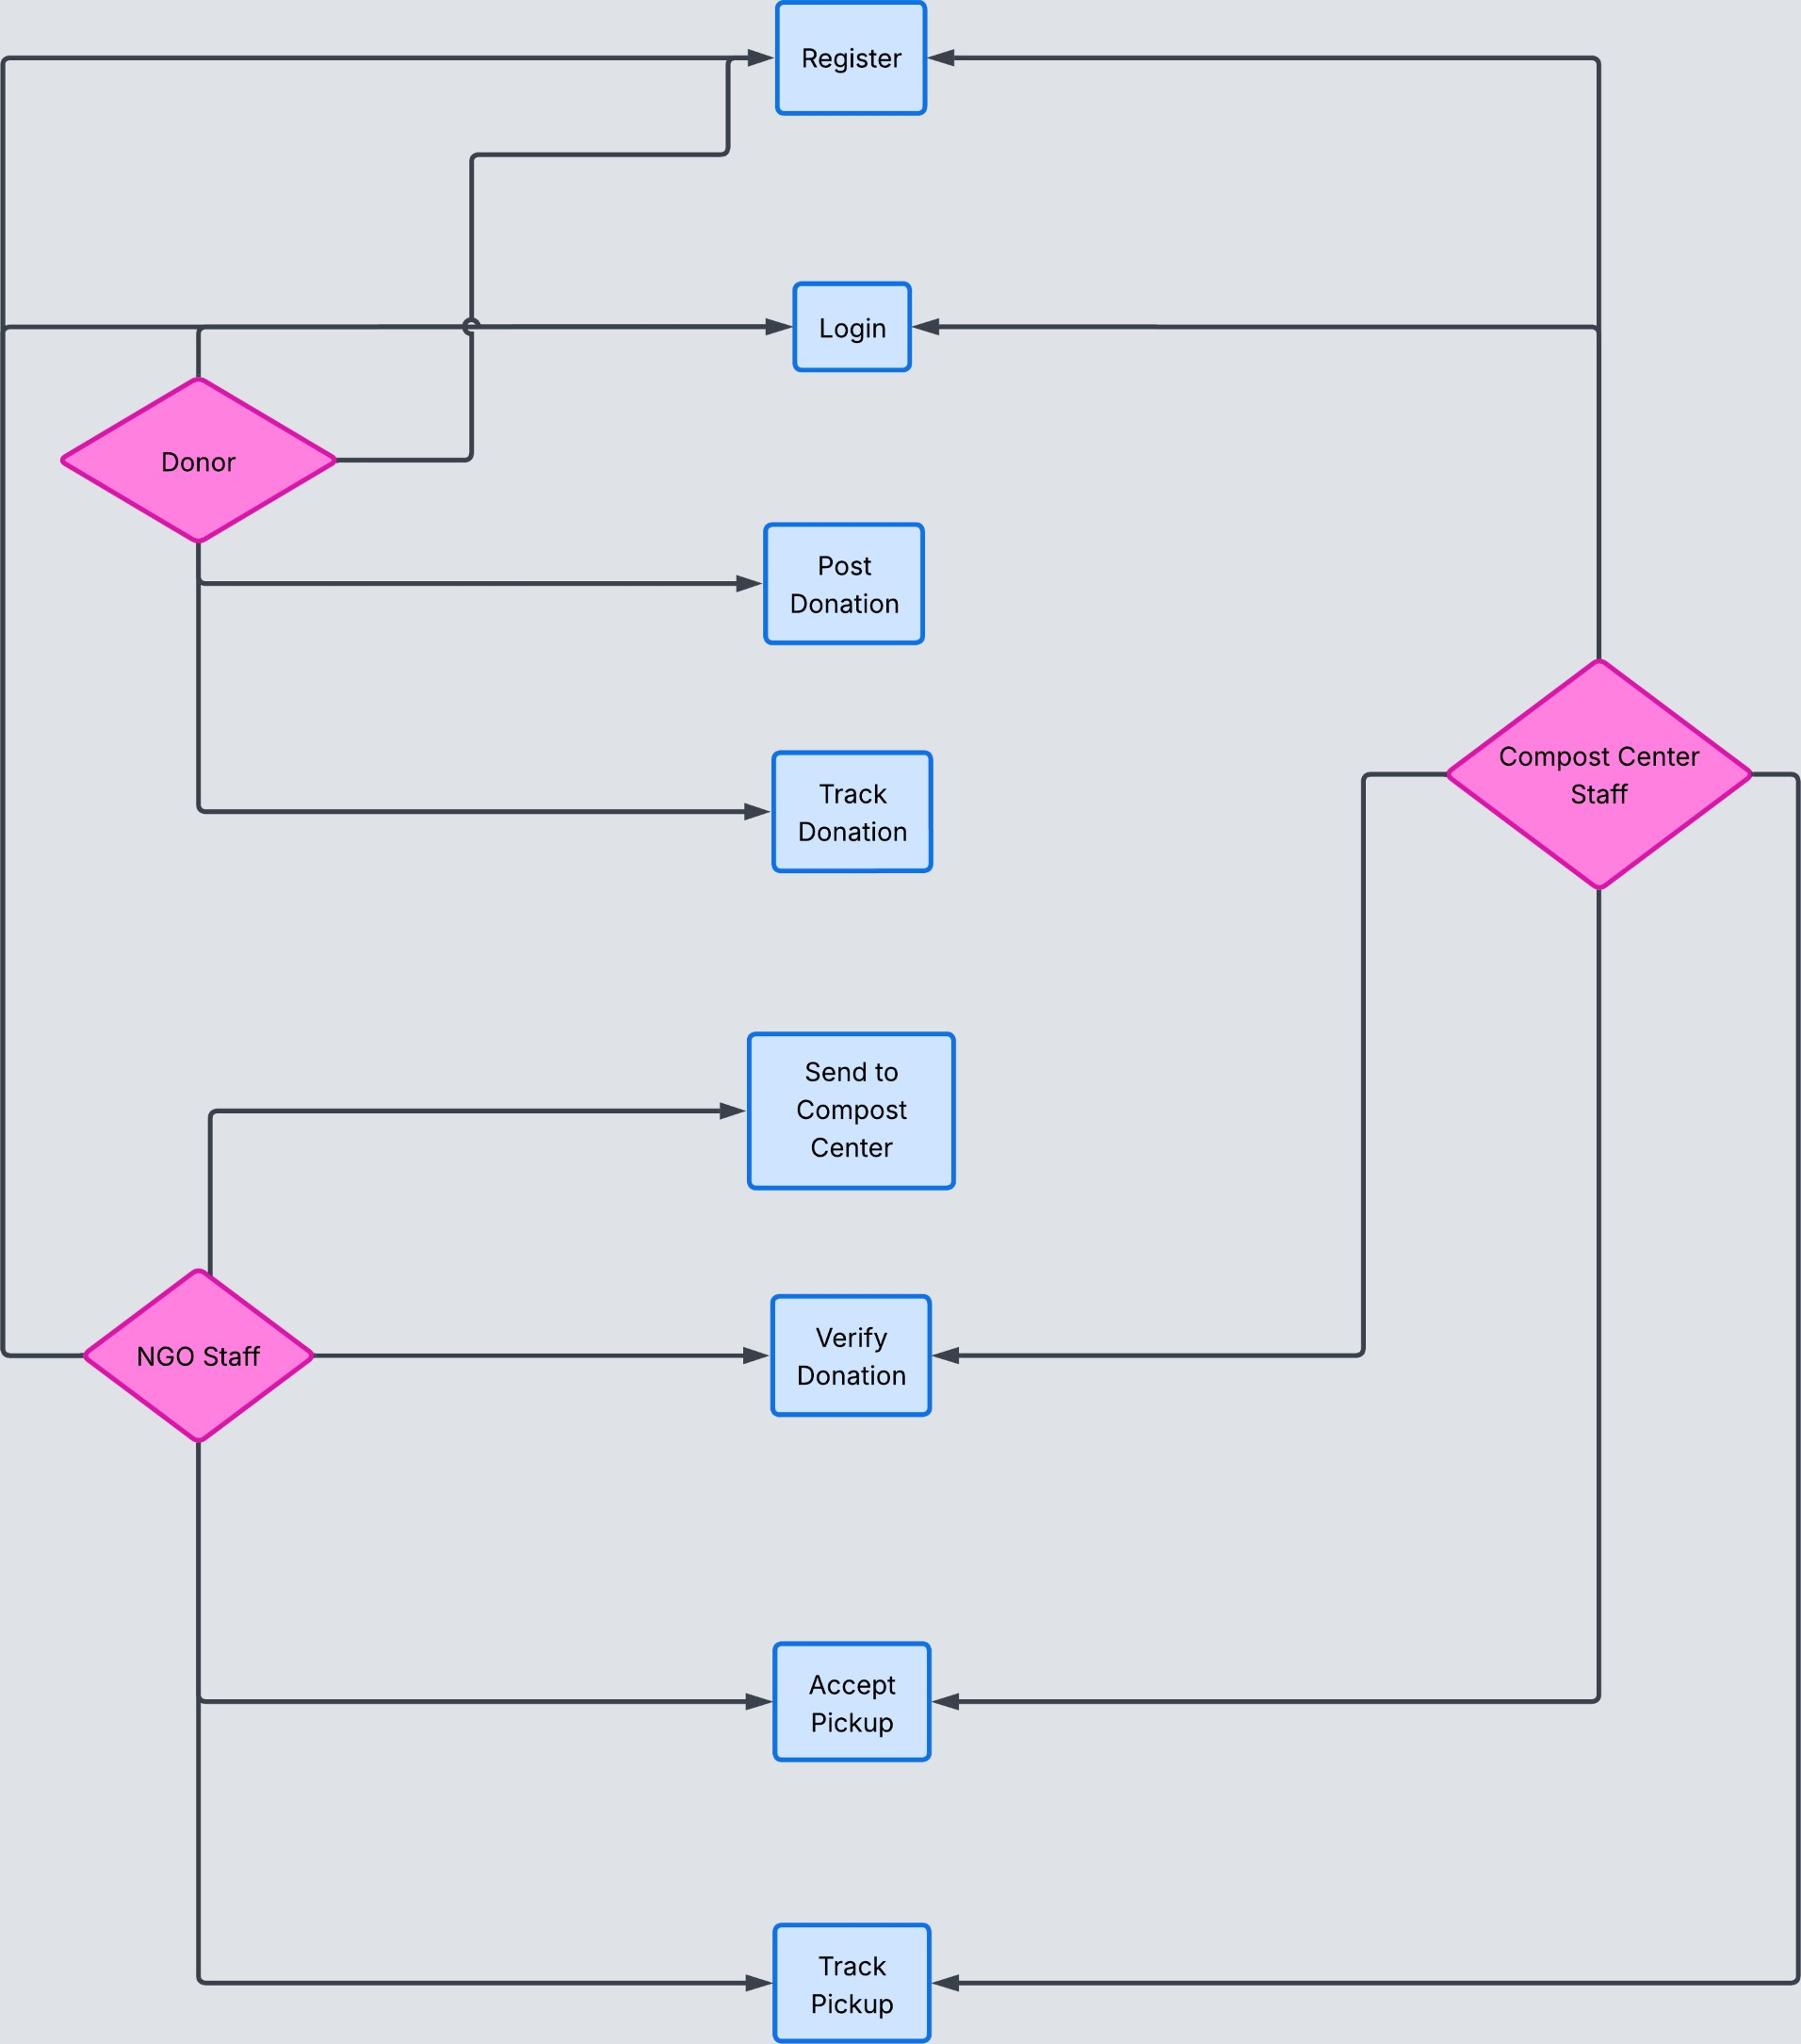 Register
Login
Donor
Post
Donation
Compost Center
Staff
Track
Donation
Send to
Compost
Center
NGO Staff
Verify
Donation
Accept
Pickup
Track
Pickup